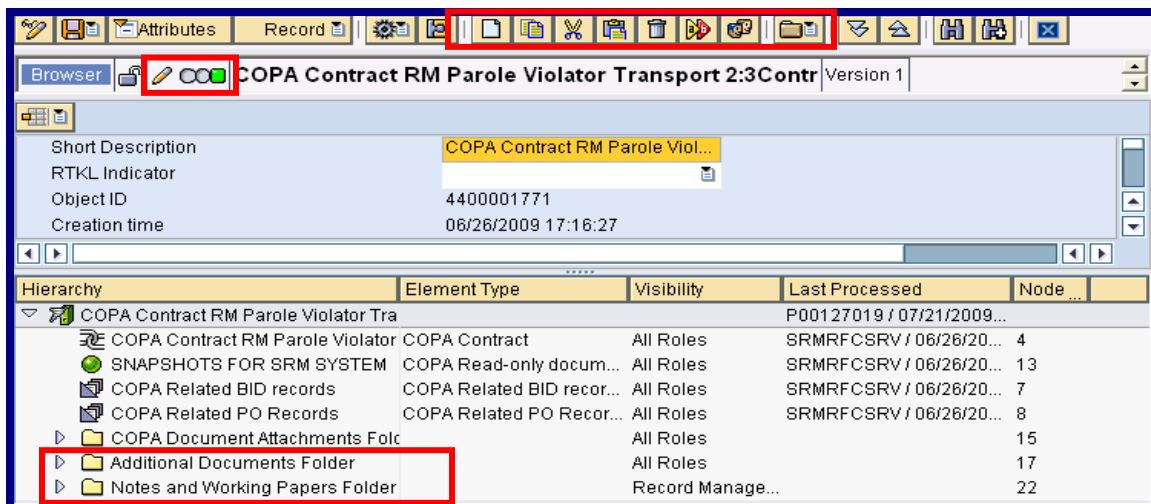 Attributes Record
Browser COPA Contract RM Parole Violator Transport 2:3Contr Version 1
Short Description COPA Contract RM Parole Viol...
RTKL Indicator
Object ID 4400001771
Creation time 06/26/2009 17:16:27
Hierarchy Element Type Visibility Last Processed Node ...
COPA Contract RM Parole Violator Tra P00127019 / 07/21/2009...
COPA Contract RM Parole Violator COPA Contract All Roles SRMRFCSRV / 06/26/20... 4
SNAPSHOTS FOR SRM SYSTEM COPA Read-only docum... All Roles SRMRFCSRV / 06/26/20... 13
COPA Related BID records COPA Related BID recor... All Roles SRMRFCSRV / 06/26/20... 7
COPA Related PO Records COPA Related PO Recor... All Roles SRMRFCSRV / 06/26/20... 8
COPA Document Attachments Fold All Roles 15
Additional Documents Folder All Roles 17
Notes and Working Papers Folder Record Manage... 22